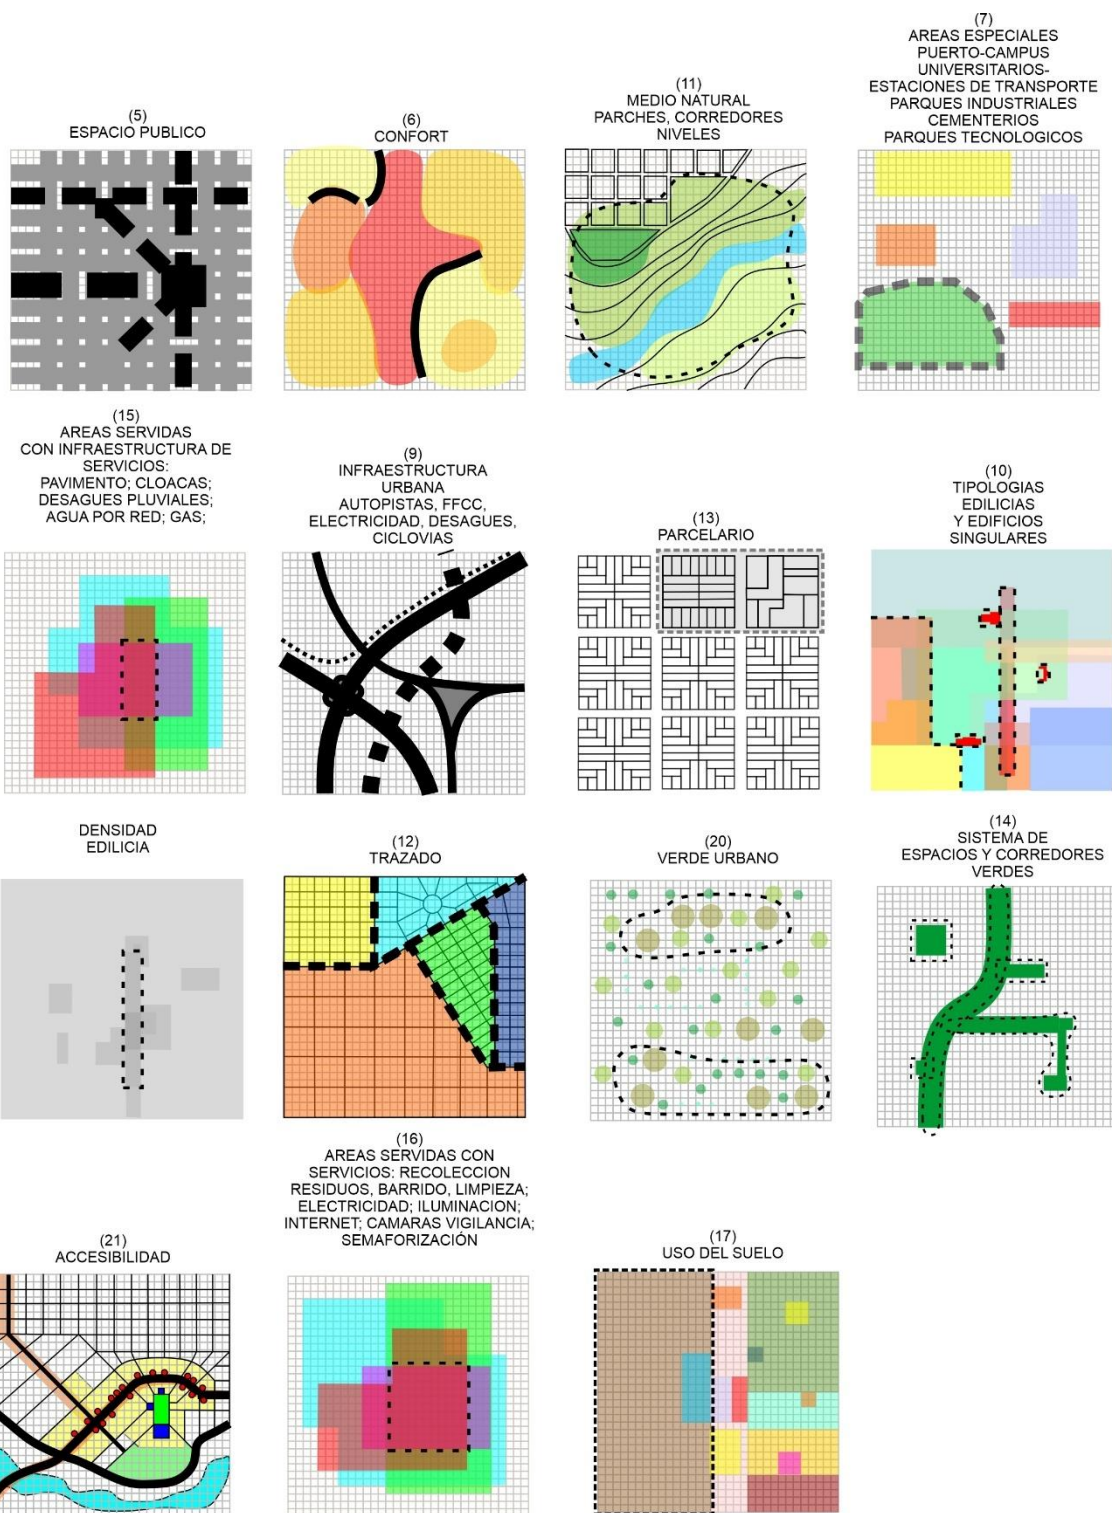 (5)
ESPACIO PUBLICO
(6)
CONFORT
(11)
MEDIO NATURAL
PARCHES, CORREDORES
NIVELES
(7)
AREAS ESPECIALES
PUERTO-CAMPUS
UNIVERSITARIOS-
ESTACIONES DE TRANSPORTE
PARQUES INDUSTRIALES
CEMENTERIOS
PARQUES TECNOLOGICOS
(15)
AREAS SERVIDAS
CON INFRAESTRUCTURA DE
SERVICIOS:
PAVIMENTO; CLOACAS;
DESAGUES PLUVIALES;
AGUA POR RED; GAS;
(9)
INFRAESTRUCTURA
URBANA
AUTOPISTAS, FFCC,
ELECTRICIDAD, DESAGUES,
CICLOVIAS
(13)
PARCELARIO
(10)
TIPOLOGIAS
EDILICIAS
Y EDIFICIOS
SINGULARES
DENSIDAD
EDILICIA
(12)
TRAZADO
(20)
VERDE URBANO
(14)
SISTEMA DE
ESPACIOS Y CORREDORES
VERDES
(21)
ACCESIBILIDAD
(16)
AREAS SERVIDAS CON
SERVICIOS: RECOLECCION
RESIDUOS, BARRIDO, LIMPIEZA;
ELECTRICIDAD; ILUMINACION;
INTERNET; CAMARAS VIGILANCIA;
SEMAFORIZACIÓN
(17)
USO DEL SUELO